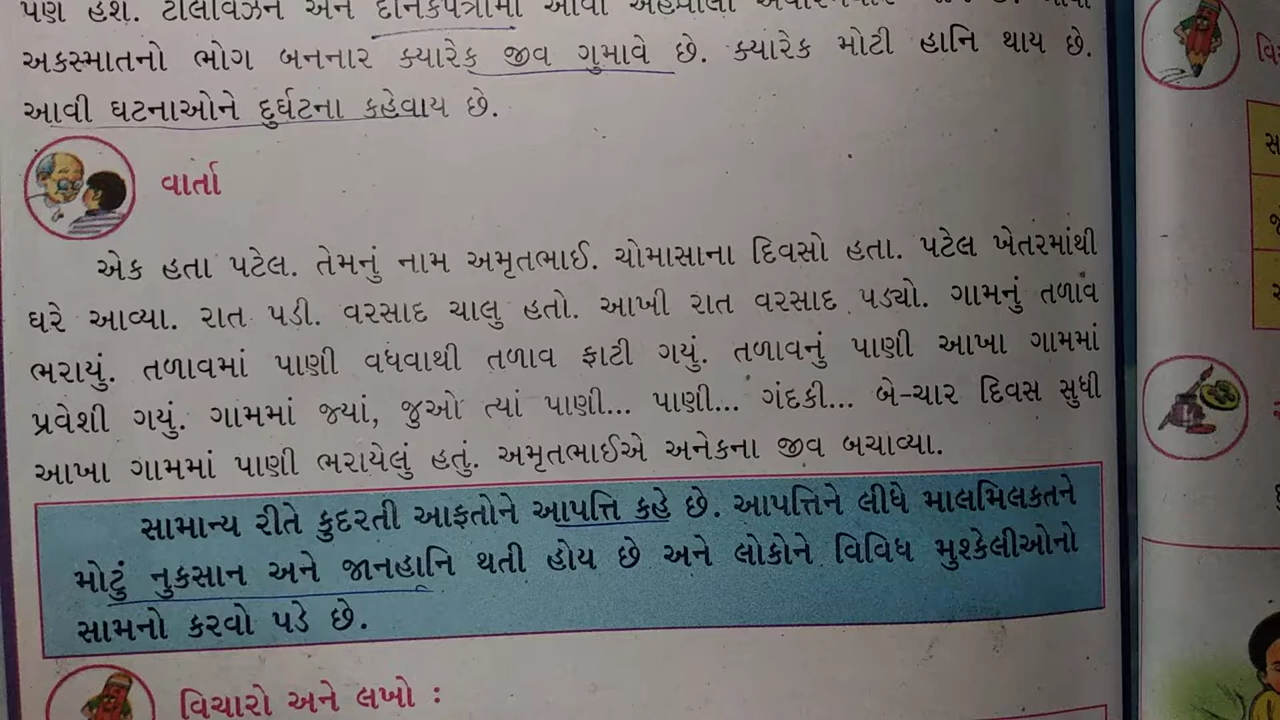 પણ હશે. ટેલિવિઝન અને દૈનિકપત્રોમાં આવા અહેવાલો
અકસ્માતનો ભોગ બનનાર ક્યારેક જીવ ગુમાવે છે. ક્યારેક મોટી હાનિ થાય છે.
આવી ઘટનાઓને દુર્ઘટના કહેવાય છે.
વાર્તા
એક હતા પટેલ. તેમનું નામ અમૃતભાઈ. ચોમાસાના દિવસો હતા. પટેલ ખેતરમાંથી
ઘરે આવ્યા. રાત પડી. વરસાદ ચાલુ હતો. આખી રાત વરસાદ પડ્યો. ગામનું તળાવ
ભરાયું. તળાવમાં પાણી વધવાથી તળાવ ફાટી ગયું. તળાવનું પાણી આખા ગામમાં
પ્રવેશી ગયું. ગામમાં જ્યાં, જુઓ ત્યાં પાણી... પાણી... ગંદકી... બે-ચાર દિવસ સુધી
આખા ગામમાં પાણી ભરાયેલું હતું. અમૃતભાઈએ અનેકના જીવ બચાવ્યા.
સામાન્ય રીતે કુદરતી આફતોને આપત્તિ કહે છે. આપત્તિને લીધે માલમિલકતને
મોટું નુકસાન અને જાનહાનિ થતી હોય છે અને લોકોને વિવિધ મુશ્કેલીઓનો
સામનો કરવો પડે છે.
વિચારો અને લખો :